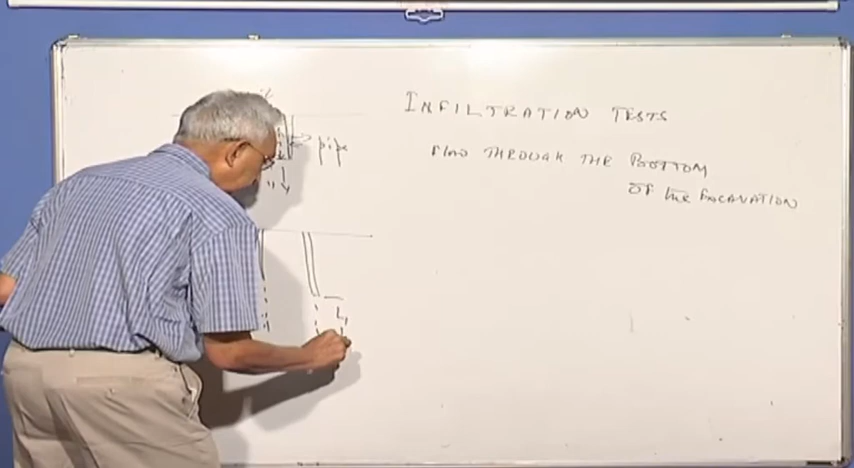 INFILTRATION TESTS
FLOW THROUGH THE BOTTOM
OF the EXCAVATION
pipe
L